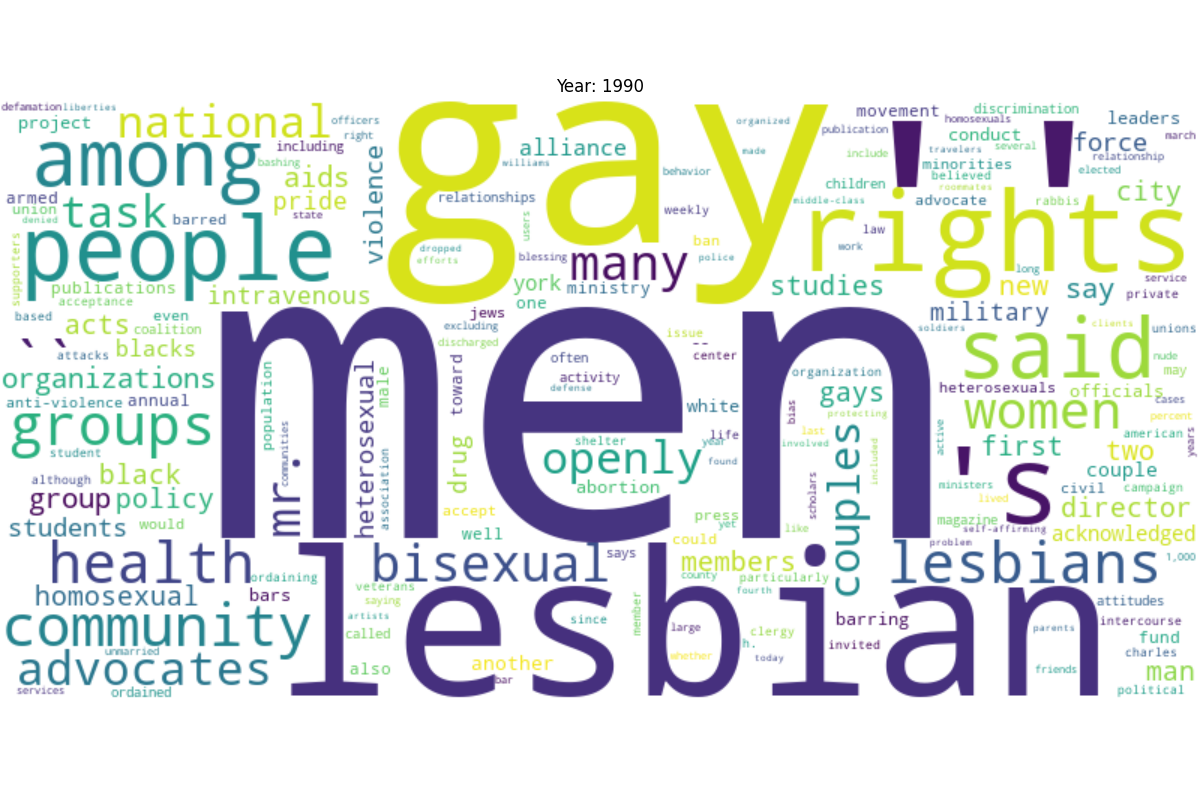 Year: 1990
defamation
liberties
project
national
officers
right
including
gay
alliance
williams
organized
made
movement
homosexuals
publication
discrimination
conduct
several
leaders
march
''
force
relationship
among
bashing
aids
pride
violence
relationships
behavior
include
travelers
minorities
believed
roommates
elected
children
middle-class
advocate
rabbis
city
armed
union
denied
task
barred
state
users
weekly
rights
law
work
people
supporters
dropped
efforts
blessing
many
ban
police
long
publications
acceptance
intravenous
york
one
ministry
studies
new
say
service
private
based
even
``
acts
coalition
attacks
blacks
jews
excluding
discharged
men
issue
--
center
military
soldiers
clients
unions
said
nude
may
organizations
anti-violence
annual
population
heterosexual
male
toward
often
activity
defense
organization
gays
protecting
heterosexuals
officials
cases
percent
groups
student
communities
white
life
year
found
bias
last
involved
women
american
years
although
black
mr.
association
drug
shelter
openly
abortion
scholars
couples
included
active
first
two
couple
group
policy
's
ministers
lived
civil
campaign
students
would
accept
well
press
yet
could
like
magazine
self-affirming
director
acknowledged
problem
health
ordaining
bisexual
says
members
county
particularly
fourth
lesbians
1,000
homosexual
bars
veterans
saying
artists
since
member
lesbian
barring
attitudes
intercourse
community
unmarried
called
large
clergy
h.
invited
parents
fund
charles
advocates
also
another
bar
whether
today
friends
man
services
ordained
political